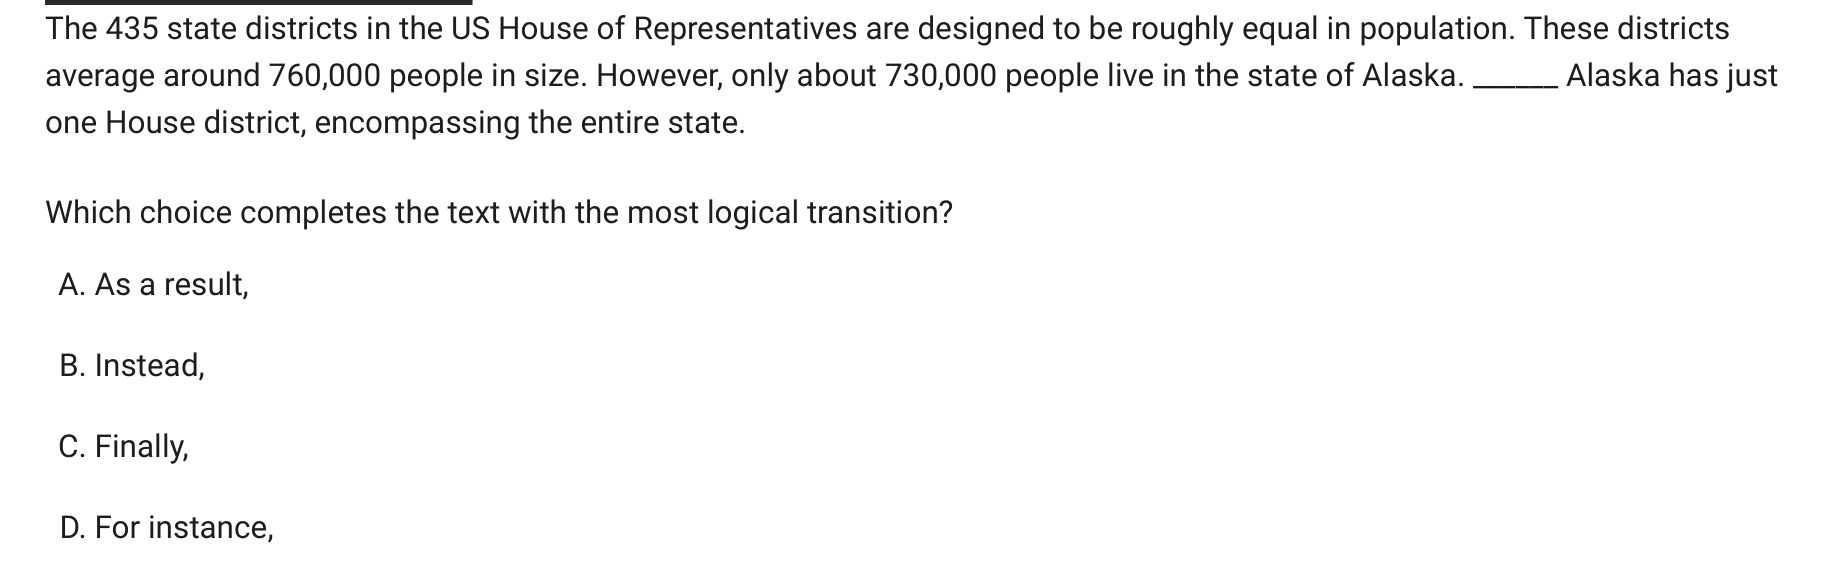 The 435 state districts in the US House of Representatives are designed to be roughly equal in population. These districts
average around 760,000 people in size. However, only about 730,000 people live in the state of Alaska. ______ Alaska has just
one House district, encompassing the entire state.
Which choice completes the text with the most logical transition?
A. As a result,
B. Instead,
C. Finally,
D. For instance,